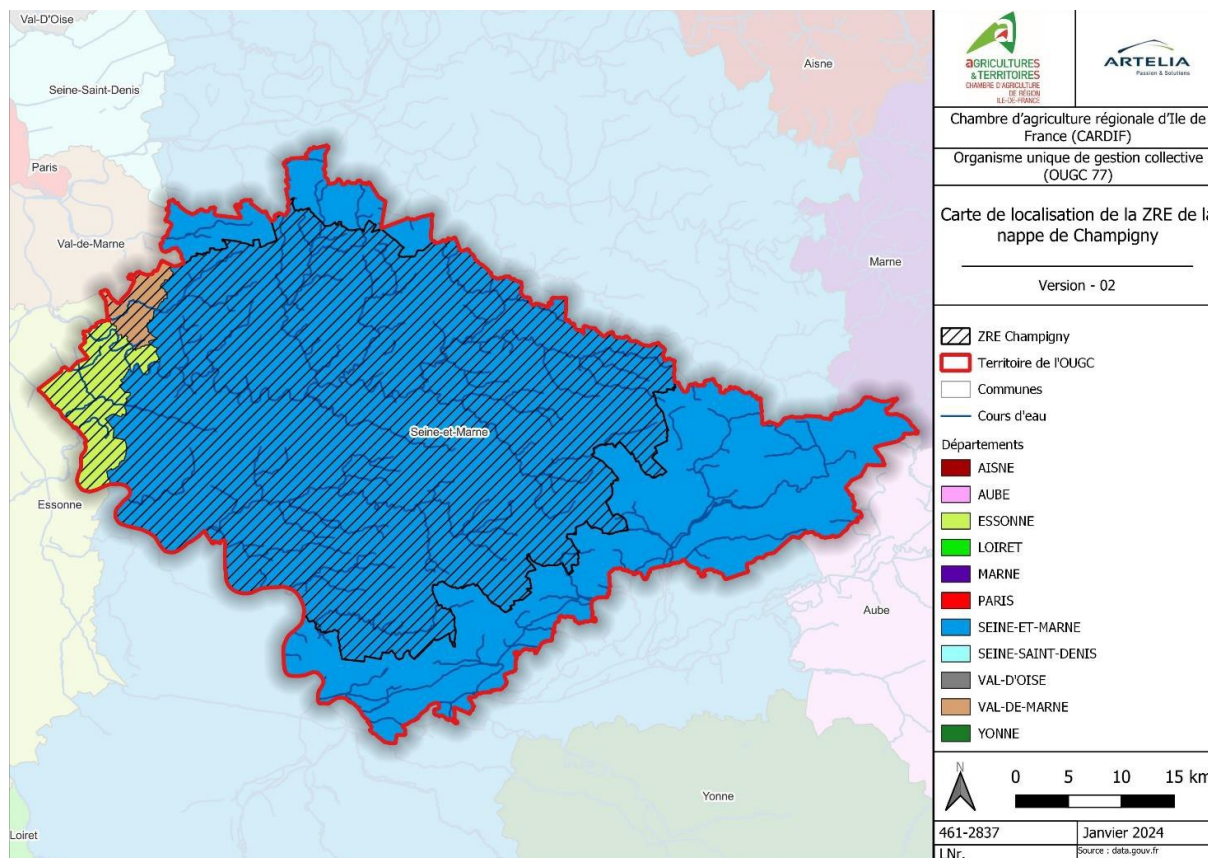 Val-D'Oise
Seine-Saint-Denis
Paris
Val-de-Marne
Aisne
Marne
Seine-et-Marne
Essonne
Aube
Yonne
Loiret
aGRICULTURES
& TERRITOIRES
CHAMBRE D'AGRICULTURE
DE RÉGION
ILE-DE-FRANCE
ARTELIA
Passion & Solutions
Chambre d'agriculture régionale d'Ile de
France (CARDIF)
Organisme unique de gestion collective
(OUGC 77)
Carte de localisation de la ZRE de la
nappe de Champigny
Version - 02
ZRE Champigny
Territoire de l'OUGC
Communes
Cours d'eau
Départements
AISNE
AUBE
ESSONNE
LOIRET
MARNE
PARIS
SEINE-ET-MARNE
SEINE-SAINT-DENIS
VAL-D'OISE
VAL-DE-MARNE
YONNE
N
0 5 10 15 km
461-2837
Janvier 2024
LNr.
Source : data.gouv.fr